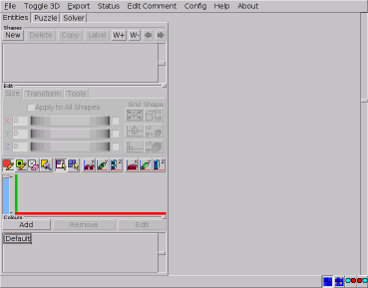 File Toggle 3D Export Status Edit Comment Config Help About
Entities Puzzle Solver
Shapes
New Delete Copy Label W+ W-
Edit
Size Transform Tools
Apply to All Shapes Grid Shape
X 0
Y 0
Z 0
Colours
Add Remove Edit
Default